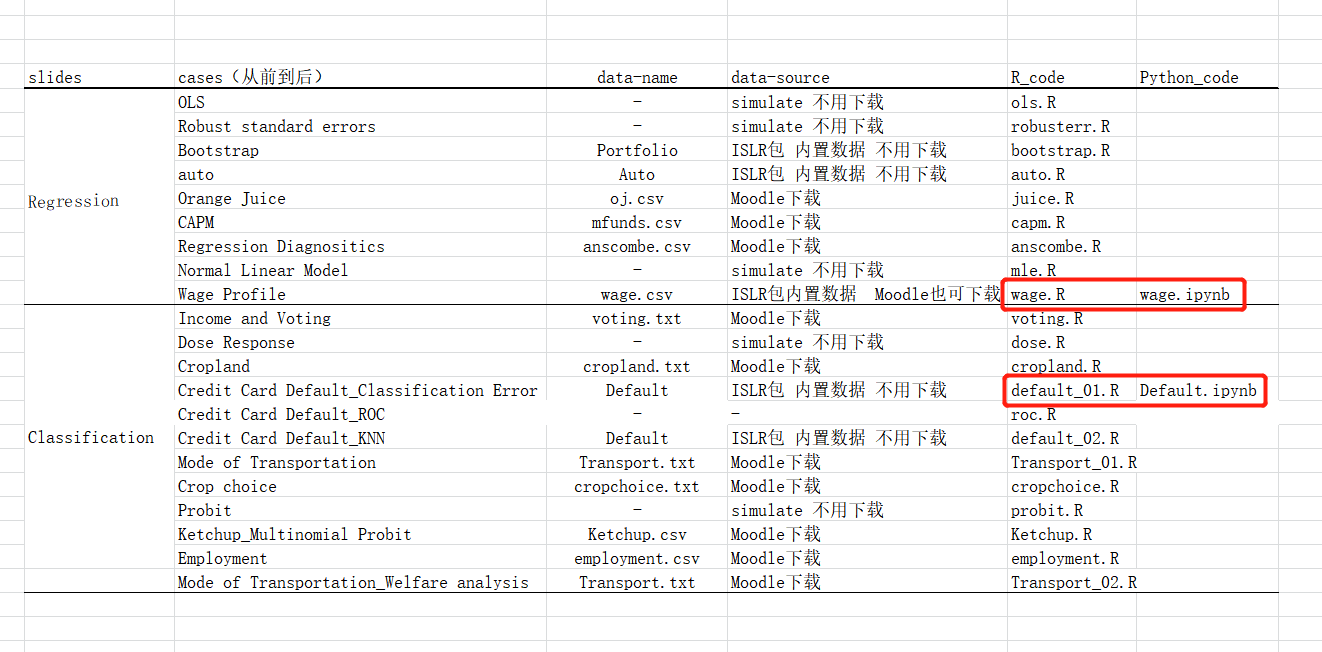 slides cases（从前到后） data-name data-source R_code Python_code
OLS - simulate 不用下载 ols.R
Robust standard errors - simulate 不用下载 robusterr.R
Bootstrap Portfolio ISLR包 内置数据 不用下载 bootstrap.R
auto Auto ISLR包 内置数据 不用下载 auto.R
Regression Orange Juice oj.csv Moodle下载 juice.R
CAPM mfunds.csv Moodle下载 capm.R
Regression Diagnositics anscombe.csv Moodle下载 anscombe.R
Normal Linear Model - simulate 不用下载 mle.R
Wage Profile wage.csv ISLR包内置数据 Moodle也可下载 wage.R wage.ipynb
Income and Voting voting.txt Moodle下载 voting.R
Dose Response - simulate 不用下载 dose.R
Cropland cropland.txt Moodle下载 cropland.R
Credit Card Default_Classification Error Default ISLR包 内置数据 不用下载 default_01.R Default.ipynb
Credit Card Default_ROC - - roc.R
Classification Credit Card Default_KNN Default ISLR包 内置数据 不用下载 default_02.R
Mode of Transportation Transport.txt Moodle下载 Transport_01.R
Crop choice cropchoice.txt Moodle下载 cropchoice.R
Probit - simulate 不用下载 probit.R
Ketchup_Multinomial Probit Ketchup.csv Moodle下载 Ketchup.R
Employment employment.csv Moodle下载 employment.R
Mode of Transportation_Welfare analysis Transport.txt Moodle下载 Transport_02.R